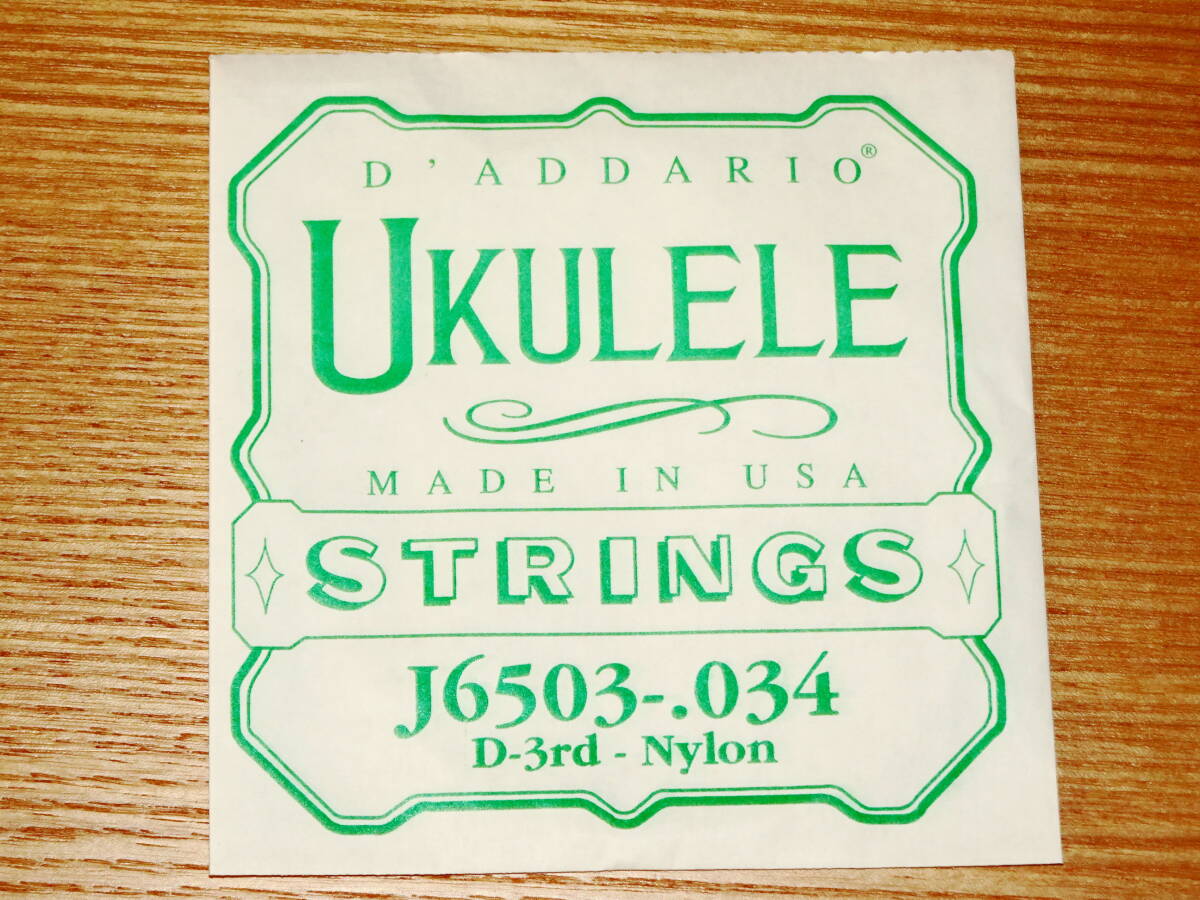 D'ADDARIO®
UKULELE
MADE IN USA
STRINGS
J6503-.034
D-3rd - Nylon